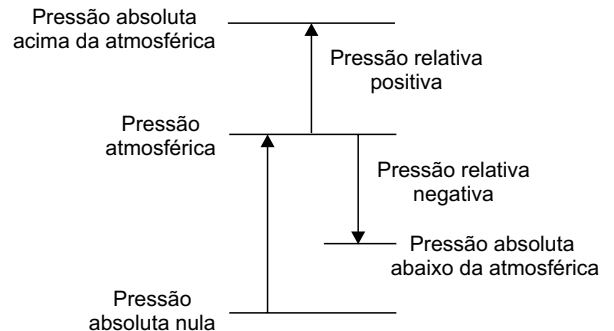 Pressão absoluta
acima da atmosférica
Pressão relativa
positiva
Pressão
atmosférica
Pressão relativa
negativa
Pressão absoluta
abaixo da atmosférica
Pressão
absoluta nula